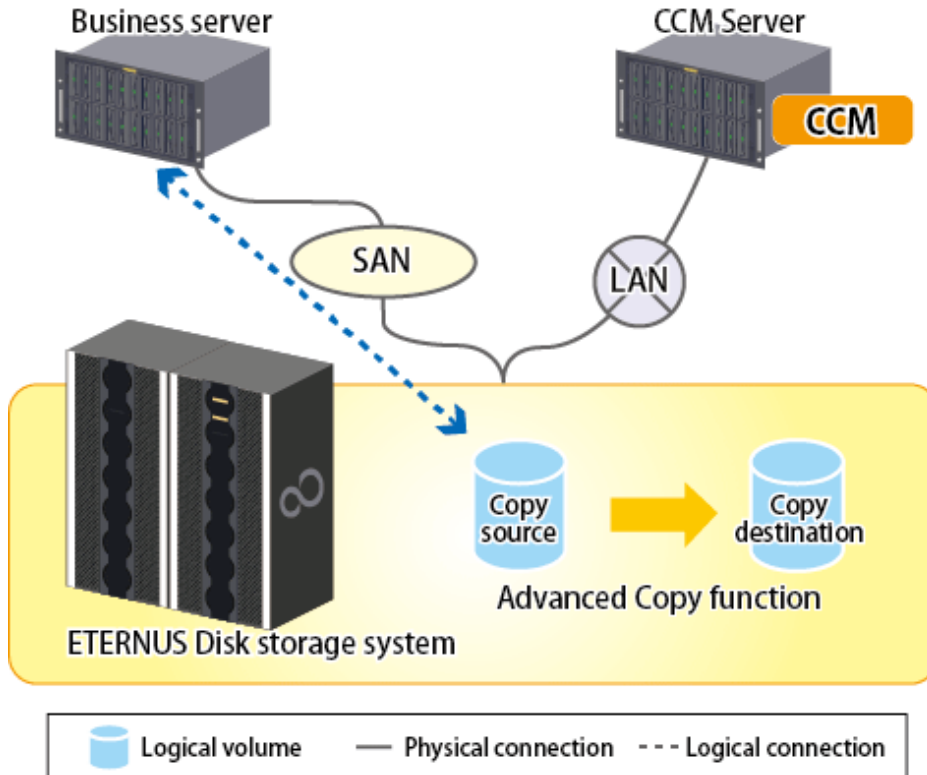 Business server
CCM Server
CCM
SAN
LAN
Copy
source
Copy
destination
Advanced Copy function
ETERNUS Disk storage system
Logical volume
Physical connection
Logical connection